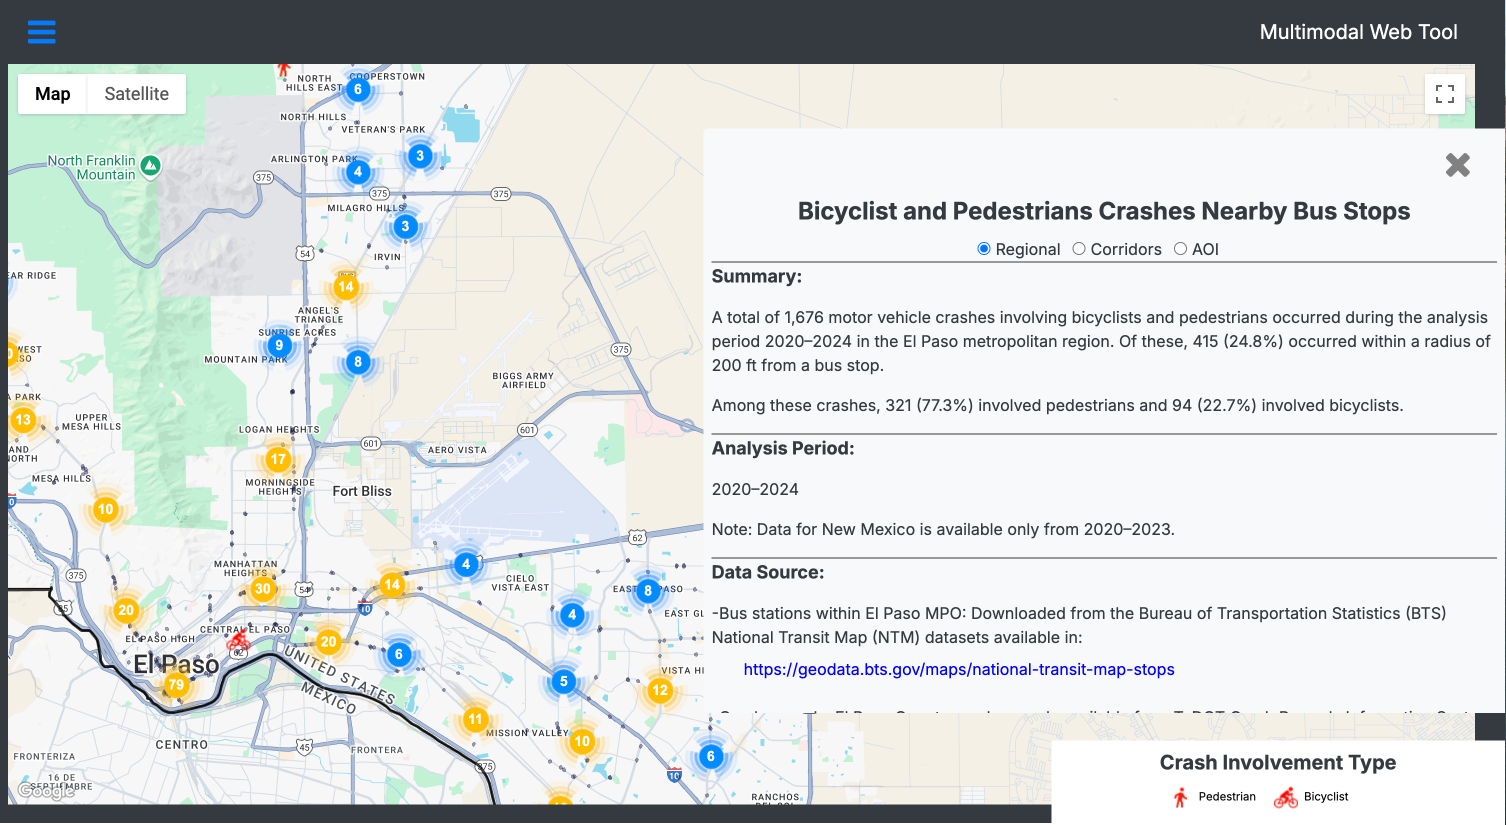 Multimodal Web Tool
Map
Satellite
Bicyclist and Pedestrians Crashes Nearby Bus Stops
Regional
Corridors
AOI
Summary:
A total of 1,676 motor vehicle crashes involving bicyclists and pedestrians occurred during the analysis
period 2020–2024 in the El Paso metropolitan region. Of these, 415 (24.8%) occurred within a radius of
200 ft from a bus stop.
Among these crashes, 321 (77.3%) involved pedestrians and 94 (22.7%) involved bicyclists.
Analysis Period:
2020–2024
Note: Data for New Mexico is available only from 2020–2023.
Data Source:
-Bus stations within El Paso MPO: Downloaded from the Bureau of Transportation Statistics (BTS)
National Transit Map (NTM) datasets available in:
https://geodata.bts.gov/maps/national-transit-map-stops
Crash Involvement Type
Pedestrian
Bicyclist
NORTH
HILLS EAST
COOPERSTOWN
6
NORTH HILLS
VETERAN'S PARK
3
North Franklin
Mountain
ARLINGTON PARK
4
375
375
375
MILAGRO HILLS
3
54
IRVIN
EAR RIDGE
14
ANGEL'S
TRIANGLE
SUNRISE ACRES
9
MOUNTAIN PARK
8
375
WEST
BIGGS ARMY
AIRFIELD
A PARK
13
UPPER
MESA HILLS
LOGAN HEIGHTS
601
601
AERO VISTA
NORTH
17
MESA HILLS
MORNINGSIDE
HEIGHTS
Fort Bliss
10
62
MANHATTAN
HEIGHTS
4
375
30
54
14
CIELO
VISTA EAST
8
EAST GL
85
20
10
4
EL PASO HIGH
CENTRAL EL PASO
62
20
6
El Paso
79
UNITED STATES
MEXICO
5
VISTA HI
12
11
MISSION VALLEY
10
CENTRO
45
FRONTERA
FRONTERIZA
6
375
10
16 DE
SEPTIEMBRE
Google
RANCHOS